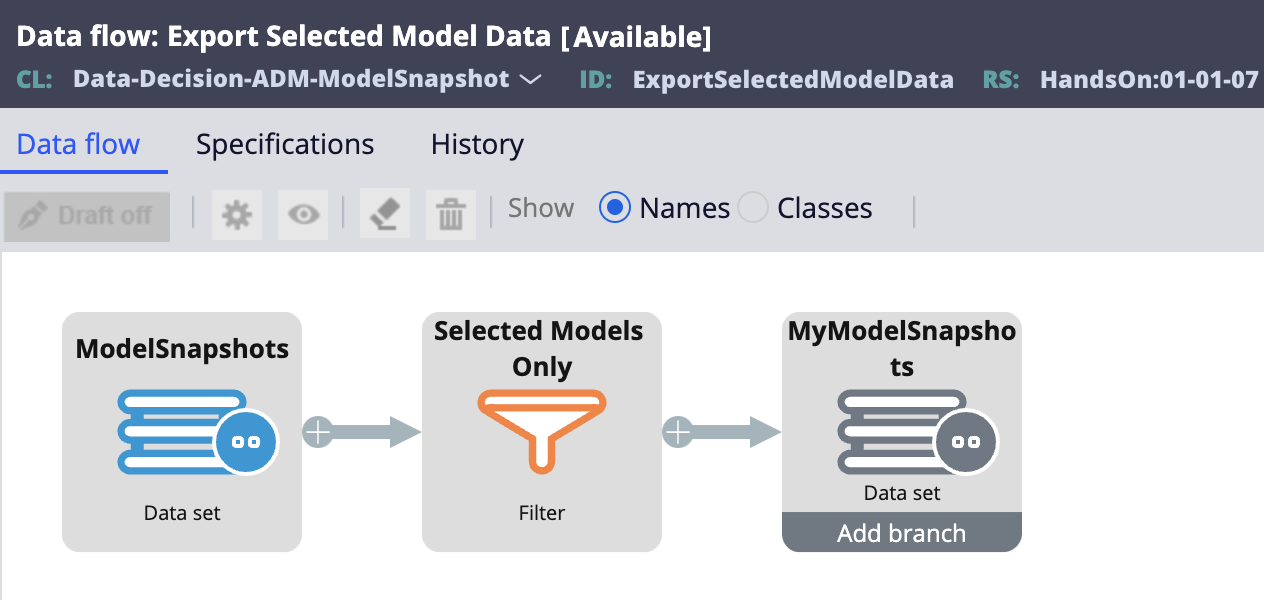 Data flow: Export Selected Model Data [Available]
CL: Data-Decision-ADM-ModelSnapshot ID: ExportSelectedModelData RS: HandsOn:01-01-07
Data flow Specifications History
Draft off Show Names Classes
ModelSnapshots
Data set
Selected Models
Only
Filter
MyModelSnapsho
ts
Data set
Add branch